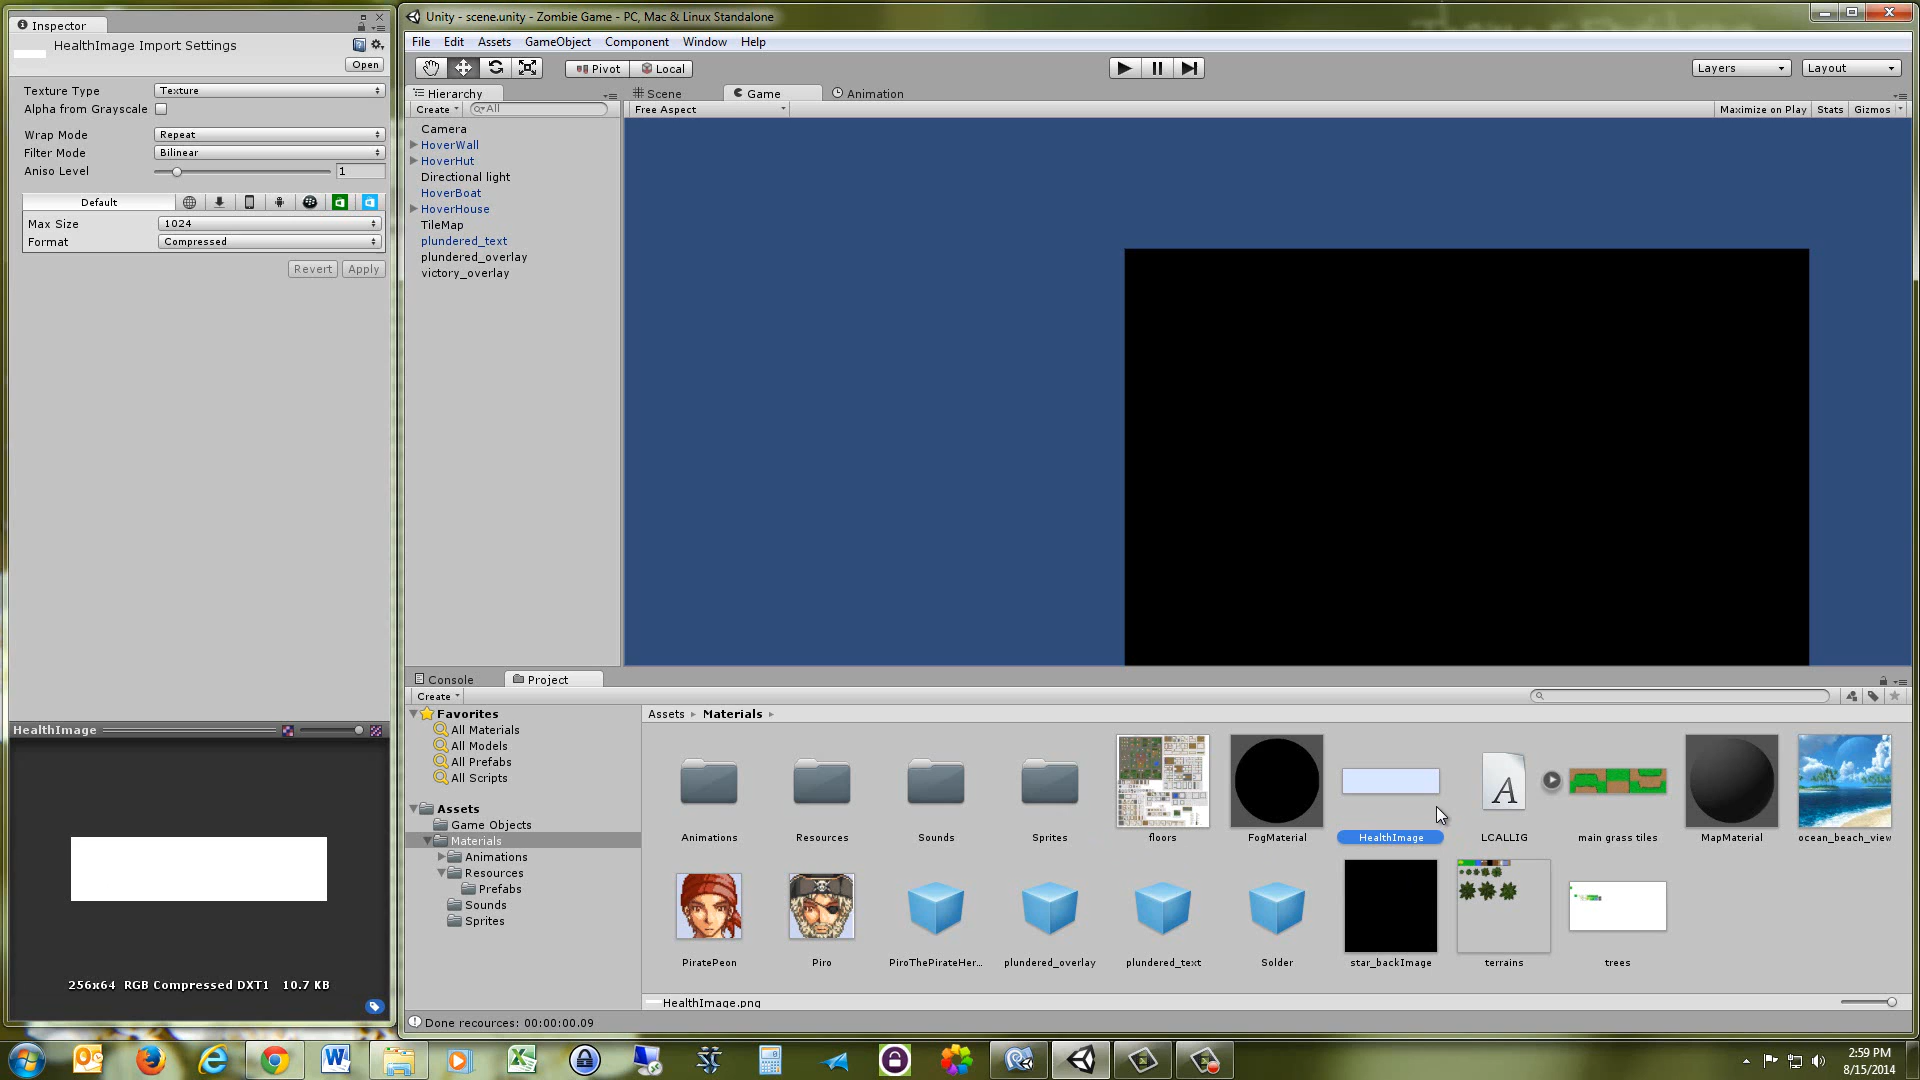 Inspector
HealthImage Import Settings
Open
Texture Type Texture
Alpha from Grayscale
Wrap Mode Repeat
Filter Mode Bilinear
Aniso Level 1
Default
Max Size 1024
Format Compressed
Revert Apply
HealthImage
256x64 RGB Compressed DXT1 10.7 KB
Unity - scene.unity - Zombie Game - PC, Mac & Linux Standalone
File Edit Assets GameObject Component Window Help
Pivot Local
Layers Layout
Hierarchy
Create All
Camera
HoverWall
HoverHut
Directional light
HoverBoat
HoverHouse
TileMap
plundered_text
plundered_overlay
victory_overlay
Scene Game Animation
Free Aspect
Maximize on Play Stats Gizmos
Console Project
Create
Favorites
All Materials
All Models
All Prefabs
All Scripts
Assets
Game Objects
Materials
Animations
Resources
Prefabs
Sounds
Sprites
Assets Materials
Animations Resources Sounds Sprites floors FogMaterial HealthImage LCALLIG main grass tiles MapMaterial ocean_beach_view
A
PiratePeon Piro PiroThePirateHer... plundered_overlay plundered_text Solder star_backImage terrains trees
HealthImage.png
Done recources: 00:00:00.09
2:59 PM
8/15/2014